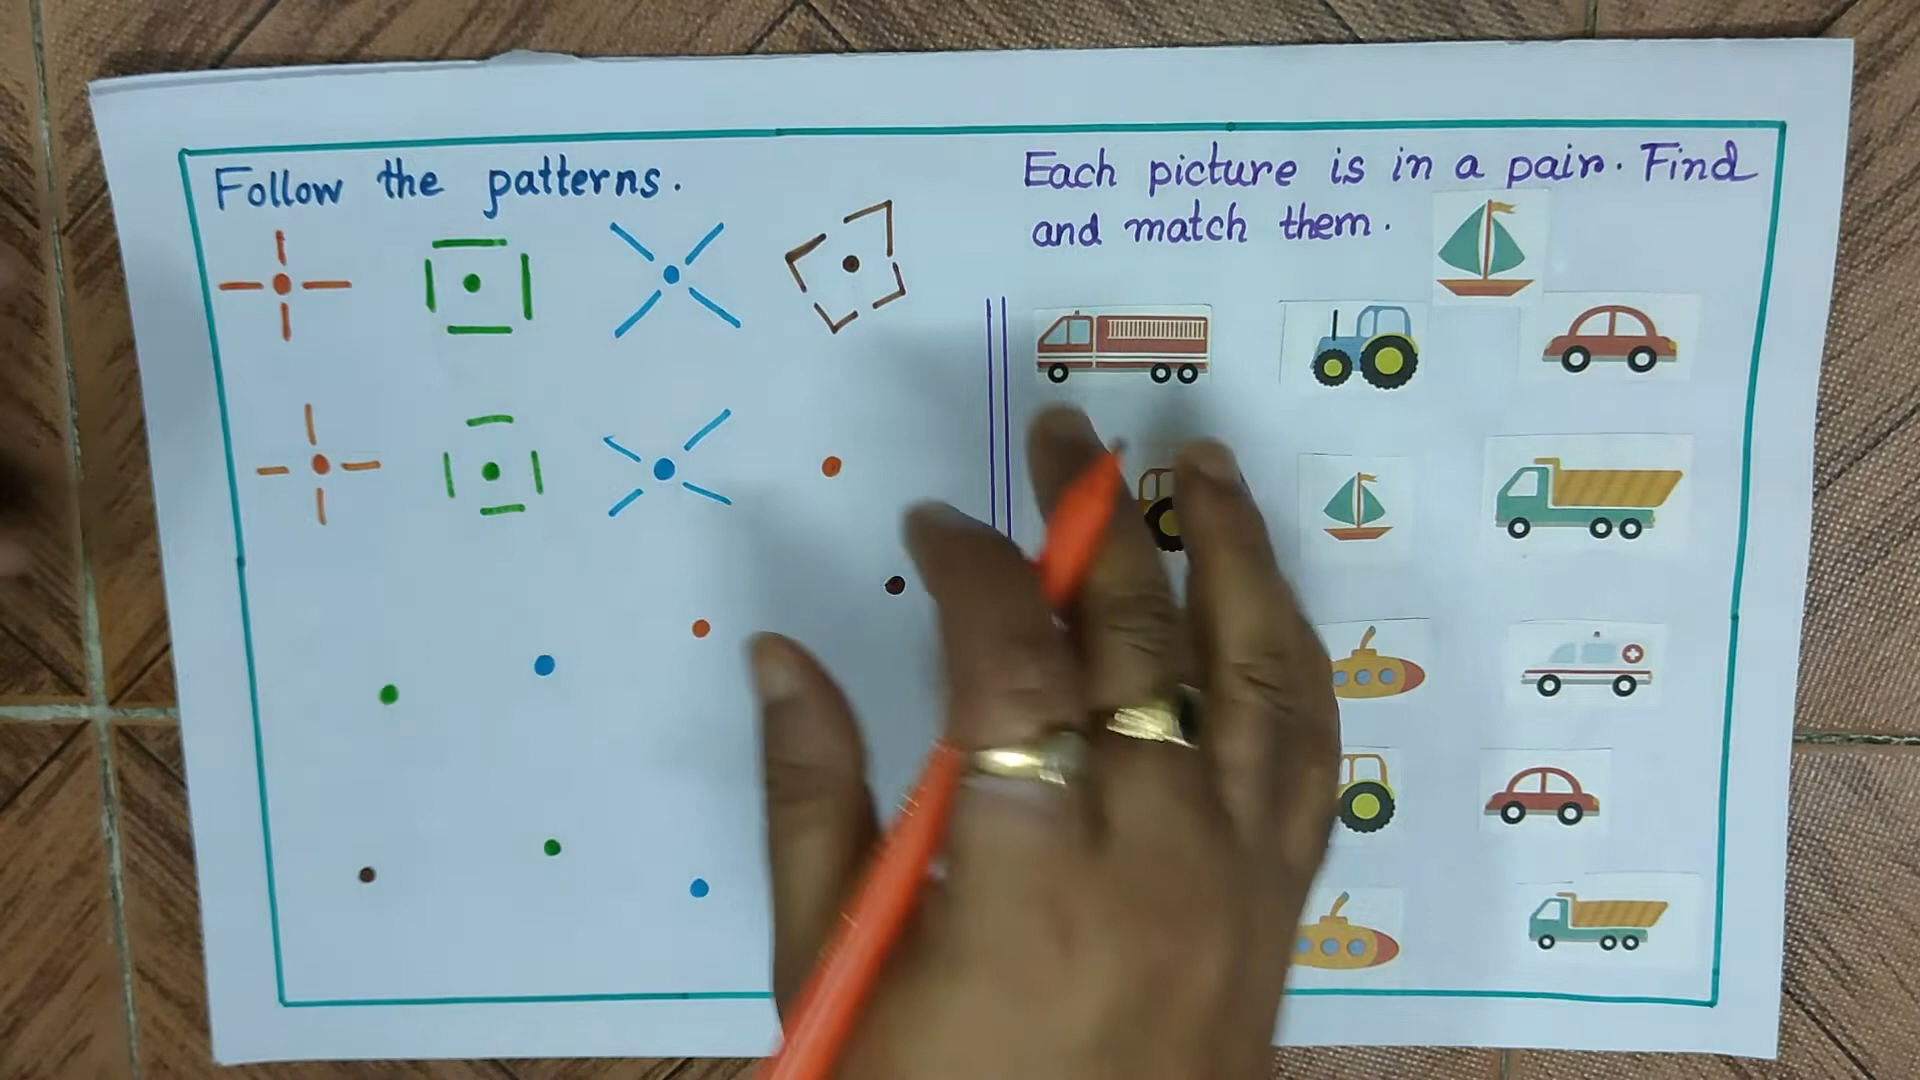 Follow the patterns.
Each picture is in a pair. Find
and match them.